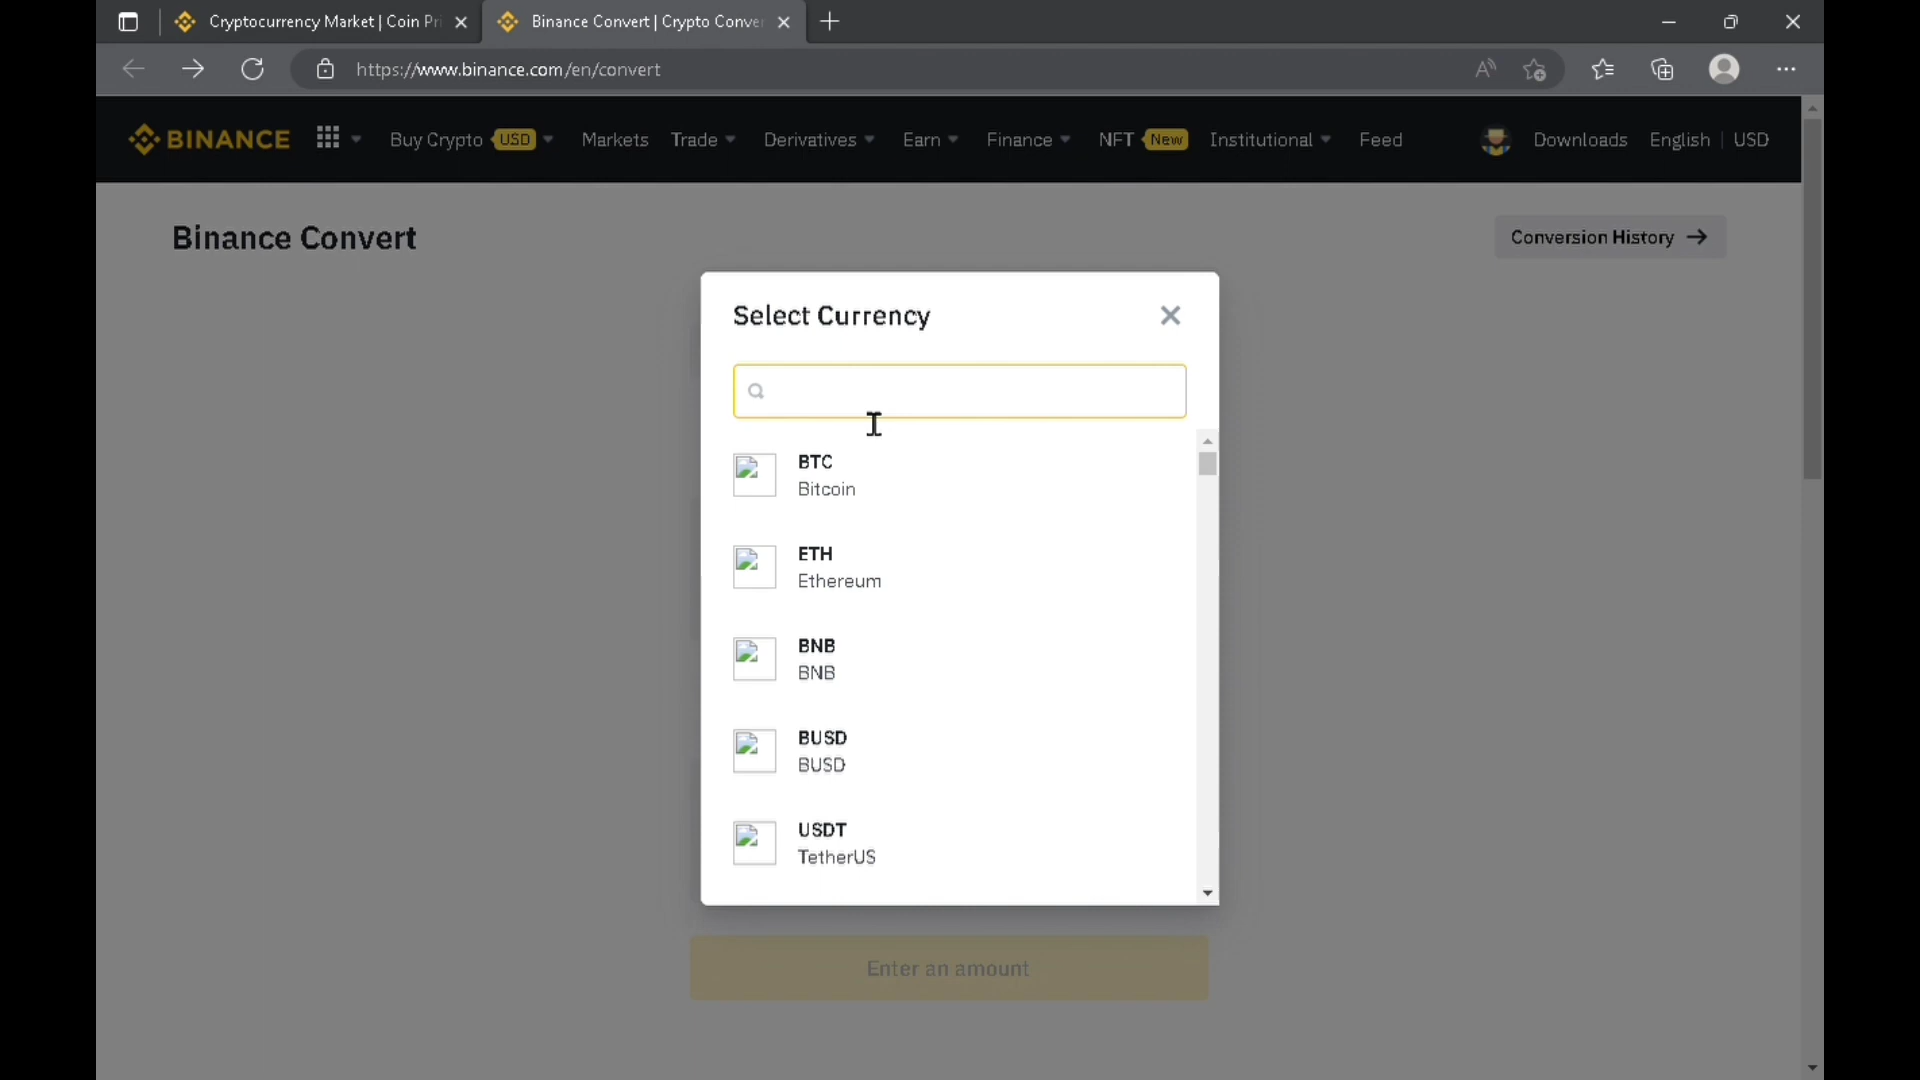 Cryptocurrency Market | Coin Pri
Binance Convert | Crypto Conver
https://www.binance.com/en/convert
BINANCE Buy Crypto USD Markets Trade Derivatives Earn Finance NFT New Institutional Feed Downloads English USD
Binance Convert
Conversion History
Select Currency
BTC
Bitcoin
ETH
Ethereum
BNB
BNB
BUSD
BUSD
USDT
TetherUS
Enter an amount